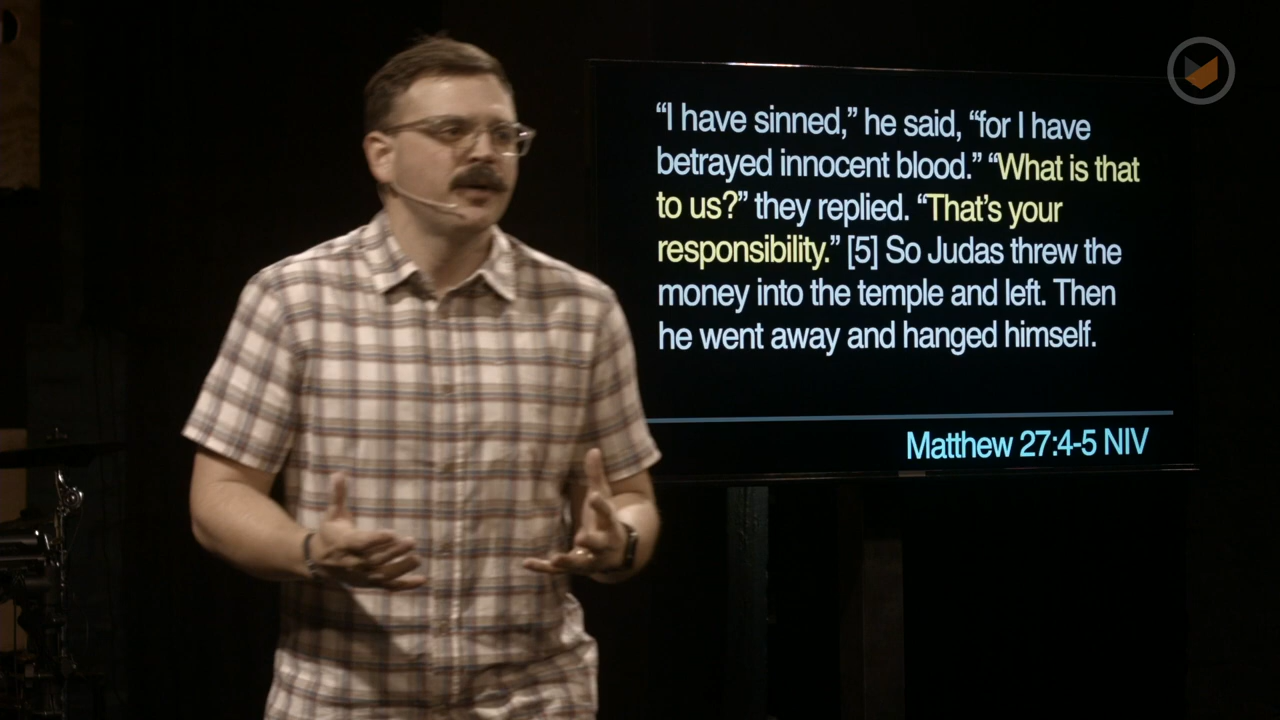 “I have sinned,” he said, “for I have
betrayed innocent blood.” “What is that
to us?” they replied. “That’s your
responsibility.” [5] So Judas threw the
money into the temple and left. Then
he went away and hanged himself.
Matthew 27:4-5 NIV